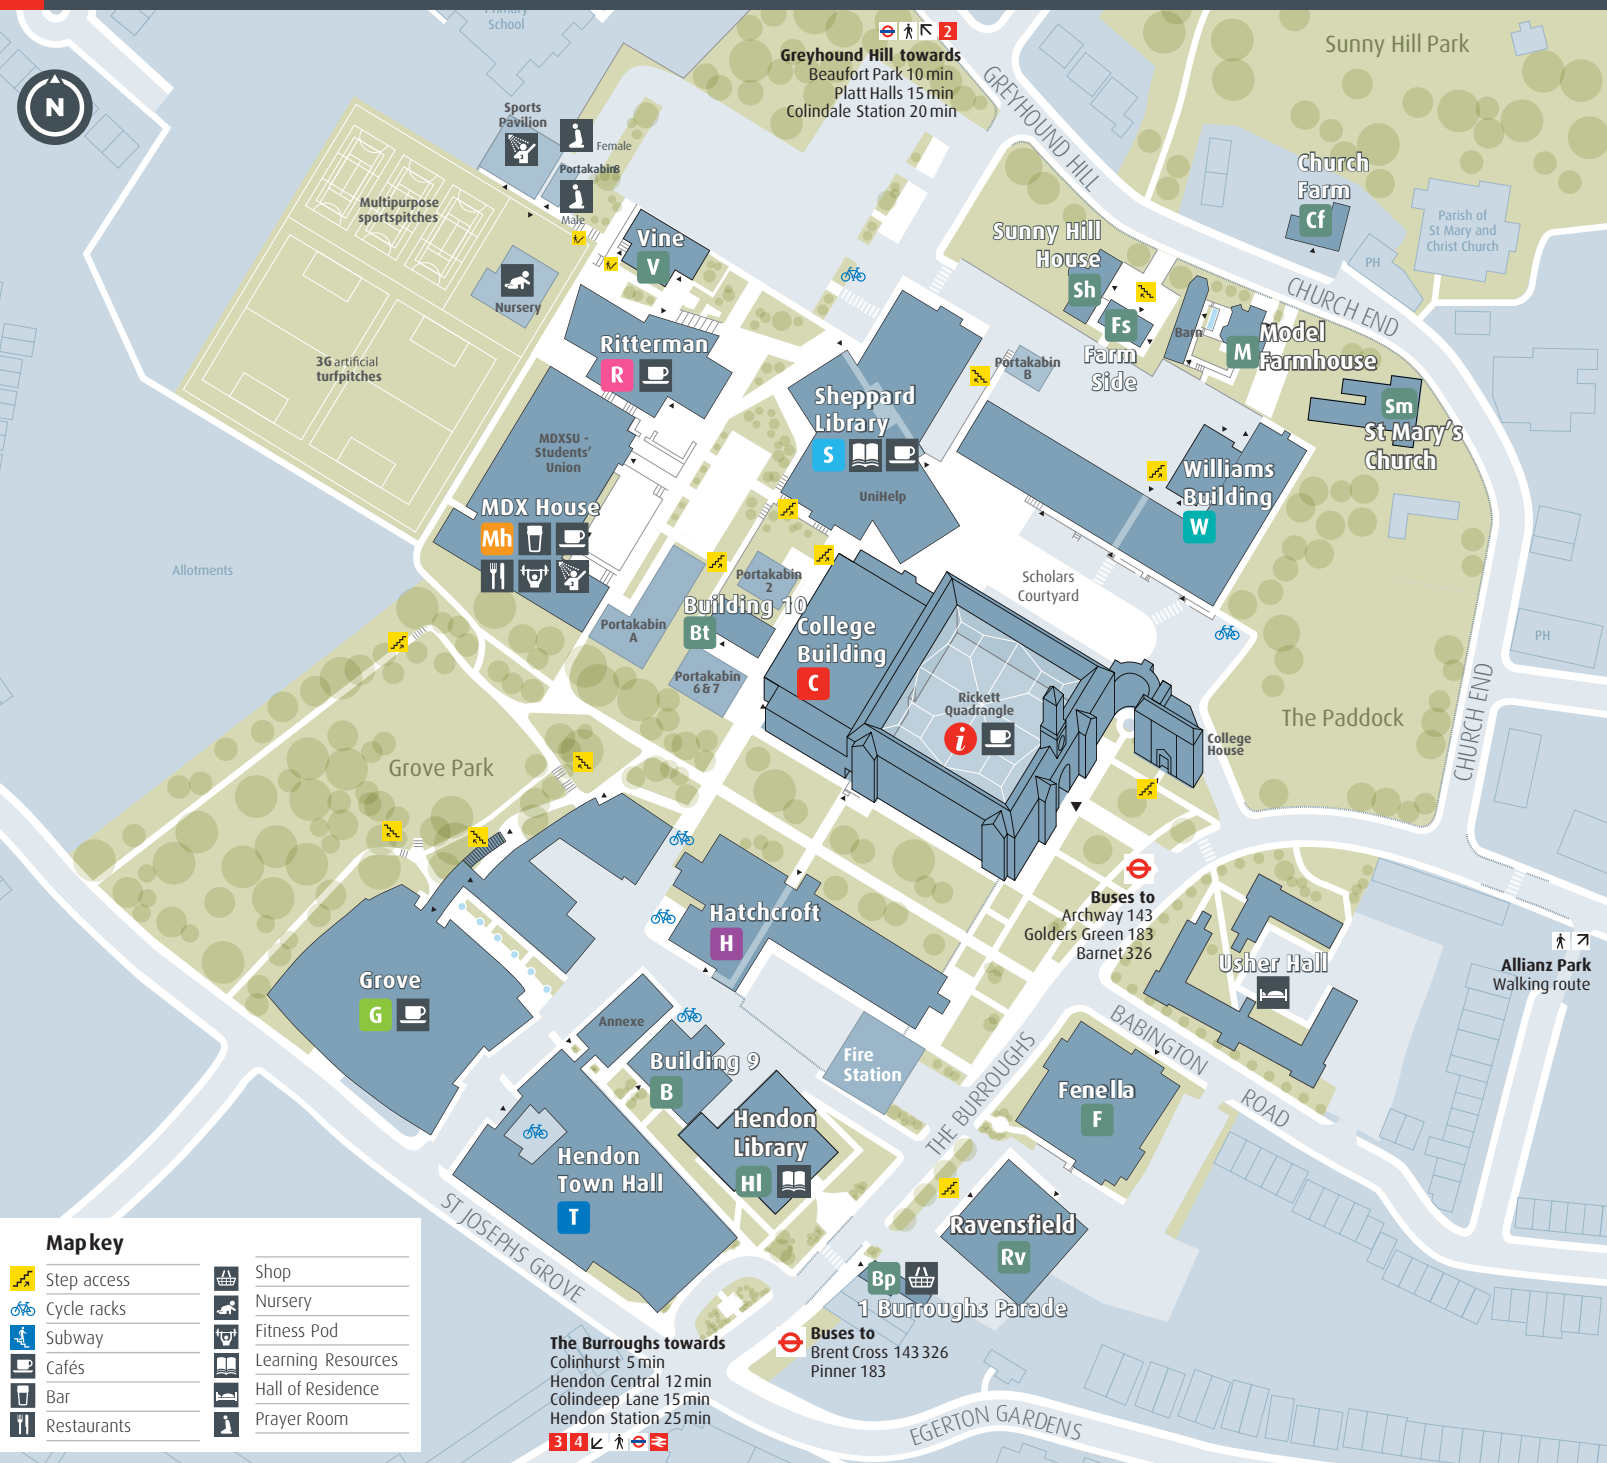 Primary
School
N
2
Greyhound Hill towards
Beaufort Park 10 min
Platt Halls 15 min
Colindale Station 20 min
GREYHOUND HILL
Sunny Hill Park
Sports
Pavilion
Female
Portakabin8
Male
Multipurpose
sportspitches
Nursery
3G artificial
turfpitches
Vine
V
Ritterman
R
MDXSU -
Students'
Union
MDX House
Mh
Allotments
Sunny Hill
House
Sh
Fs
Farm
Side
Barn
M
Model
Farmhouse
Church
Farm
Cf
PH
Parish of
St Mary and
Christ Church
CHURCH END
Sm
St Mary's
Church
Portakabin
B
Sheppard
Library
S
UniHelp
Williams
Building
W
Scholars
Courtyard
Portakabin
2
Building 10
Bt
Portakabin
A
Portakabin
6 & 7
College
Building
C
Rickett
Quadrangle
i
College
House
The Paddock
PH
CHURCH END
Grove Park
Grove
G
Hatchcroft
H
Annexe
Building 9
B
Hendon
Library
Hl
Hendon
Town Hall
T
Fire
Station
Buses to
Archway 143
Golders Green 183
Barnet 326
Usher Hall
Allianz Park
Walking route
BABINGTON
ROAD
THE BURROUGHS
Fenella
F
Ravensfield
Rv
Bp
1 Burroughs Parade
Buses to
Brent Cross 143 326
Pinner 183
ST JOSEPHS GROVE
EGERTON GARDENS
The Burroughs towards
Colinhurst 5 min
Hendon Central 12 min
Colindeep Lane 15 min
Hendon Station 25 min
3 4
Map key
Step access
Cycle racks
Subway
Cafés
Bar
Restaurants
Shop
Nursery
Fitness Pod
Learning Resources
Hall of Residence
Prayer Room